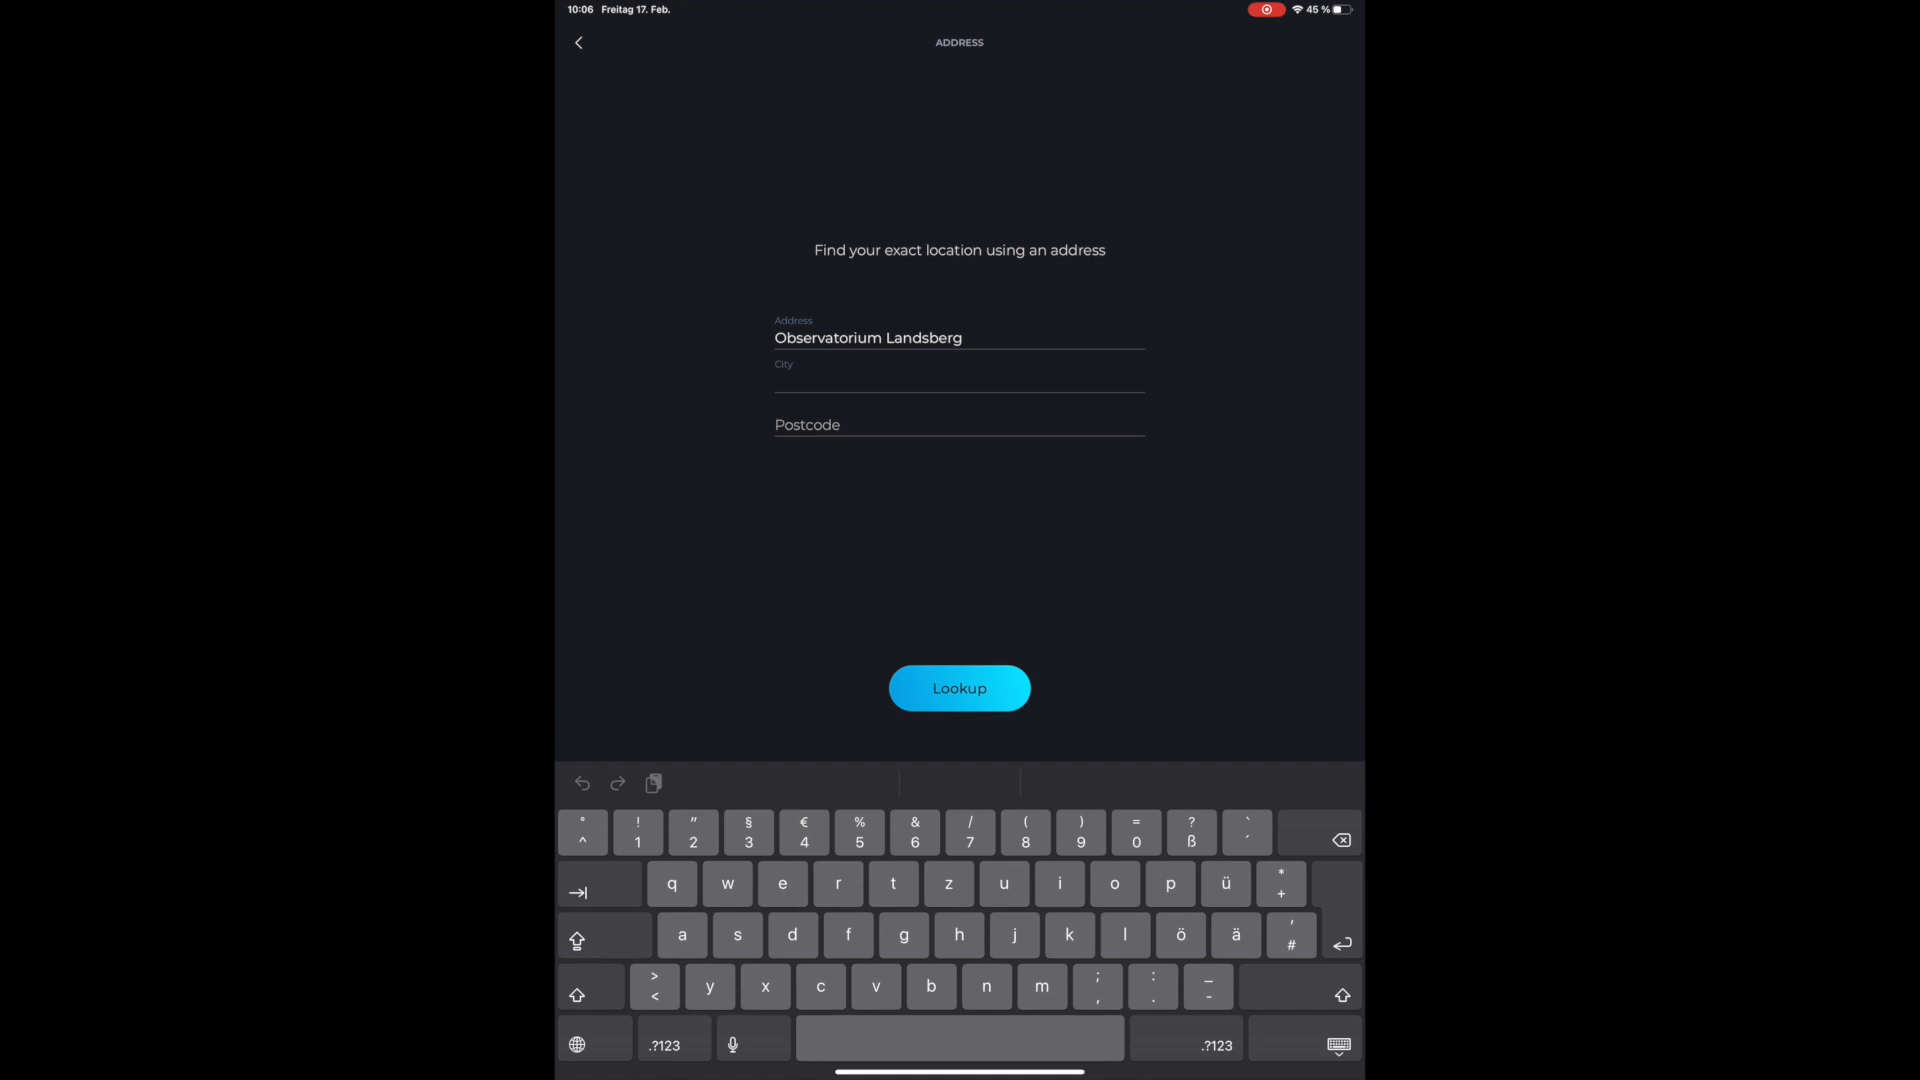 10:06 Freitag 17. Feb.
45 %
ADDRESS
Find your exact location using an address
Address
Observatorium Landsberg
City
Postcode
Lookup
° ! " § € % & / ( ) = ? `
^ 1 2 3 4 5 6 7 8 9 0 ß ´
q w e r t z u i o p ü * +
a s d f g h j k l ö ä ' #
> < y x c v b n m ; , : . _ -
.?123 .?123